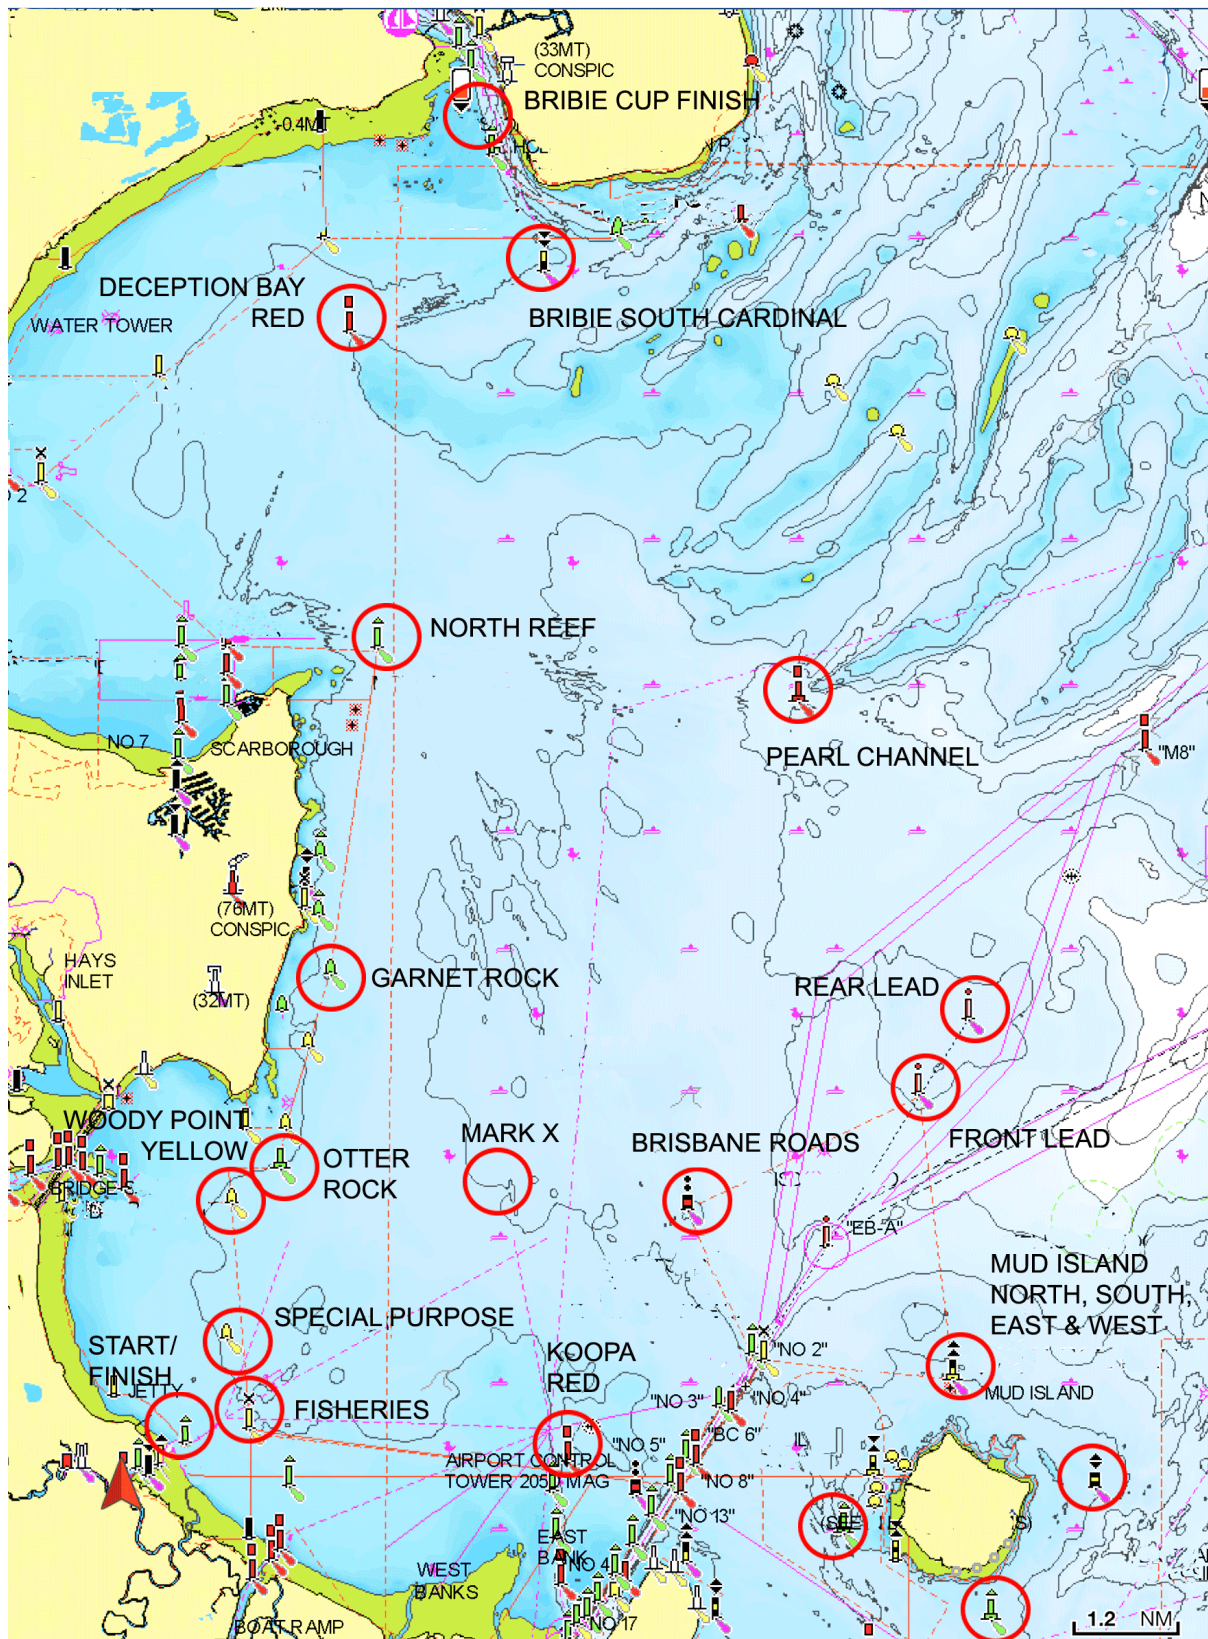 (33MT)
CONSPIC
BRIBIE CUP FINISH
-0.4MT
DECEPTION BAY
RED
WATER TOWER
BRIBIE SOUTH CARDINAL
2
NORTH REEF
NO 7
SCARBOROUGH
PEARL CHANNEL
"M8"
(76MT)
CONSPIC
HAYS
INLET
(32MT)
GARNET ROCK
REAR LEAD
WOODY POINT
YELLOW
OTTER
ROCK
MARK X
BRISBANE ROADS
FRONT LEAD
BRIDGE S
"EB-A"
MUD ISLAND
NORTH, SOUTH,
EAST & WEST
SPECIAL PURPOSE
START/
FINISH
JETTY
KOOPA
RED
"NO 2"
MUD ISLAND
FISHERIES
"NO 3"
"NO 4"
"NO 5"
"BC 6"
AIRPORT CONTROL
TOWER 205 MAG
"NO 8"
"NO 13"
EAST
BANK
NO 4
WEST
BANKS
NO 17
BOAT RAMP
1.2 NM